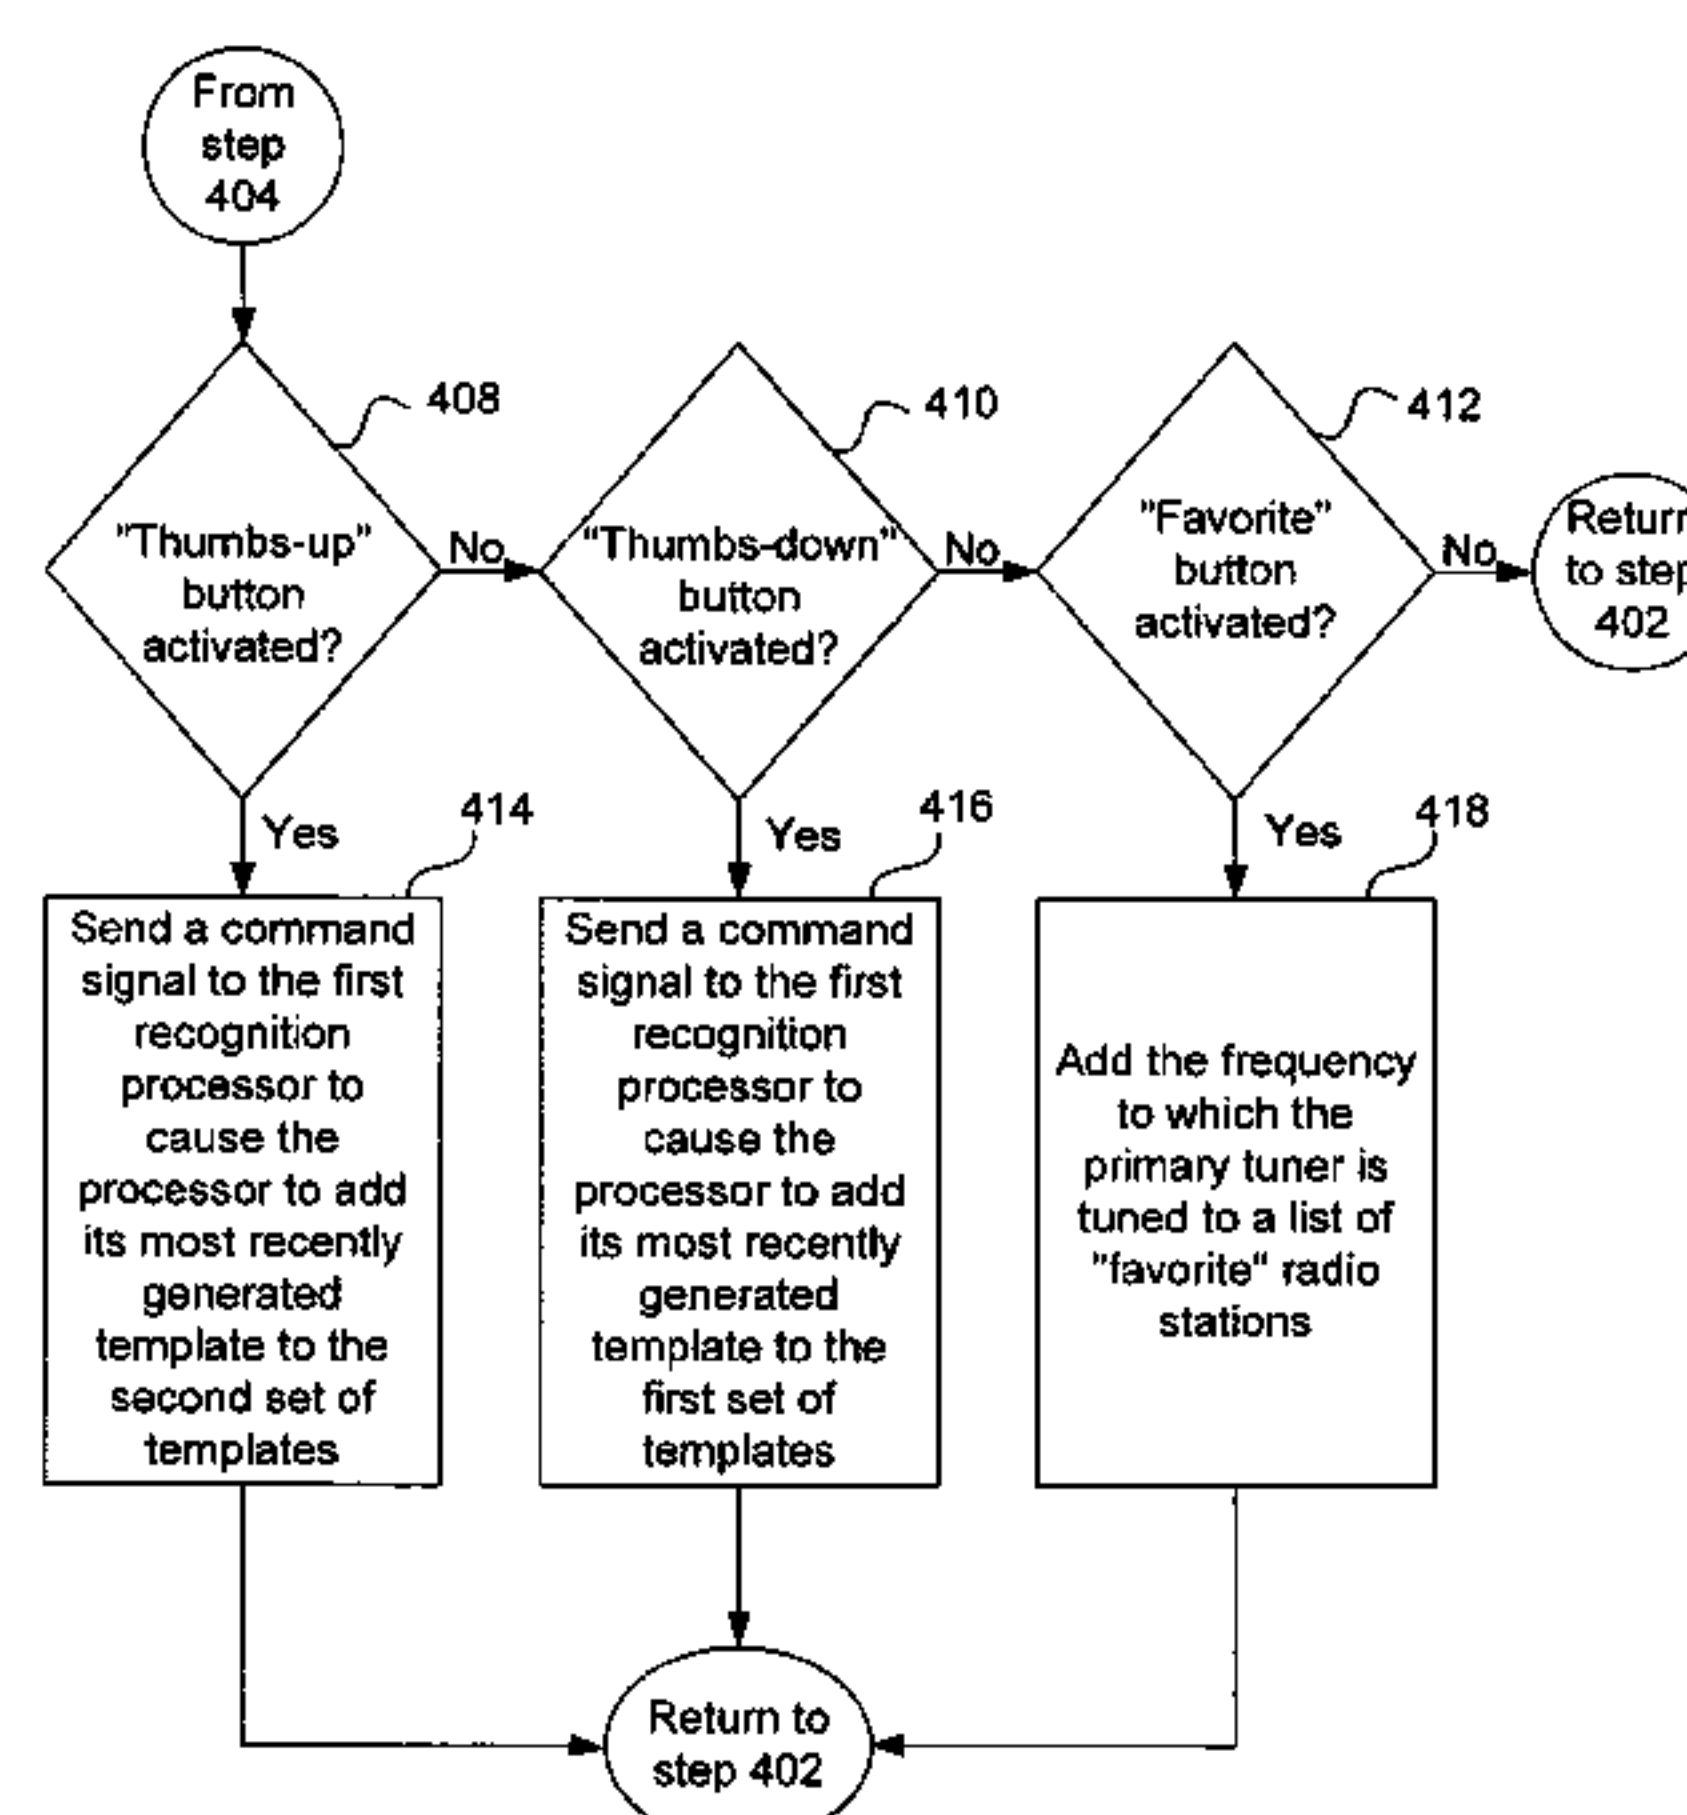 From
step
404
408
410
412
"Thumbs-up"
button
activated?
No
"Thumbs-down"
button
activated?
No
"Favorite"
button
activated?
No
Return
to step
402
Yes
414
Yes
416
Yes
418
Send a command
signal to the first
recognition
processor to
cause the
processor to add
its most recently
generated
template to the
second set of
templates
Send a command
signal to the first
recognition
processor to
cause the
processor to add
its most recently
generated
template to the
first set of
templates
Add the frequency
to which the
primary tuner is
tuned to a list of
"favorite" radio
stations
Return to
step 402